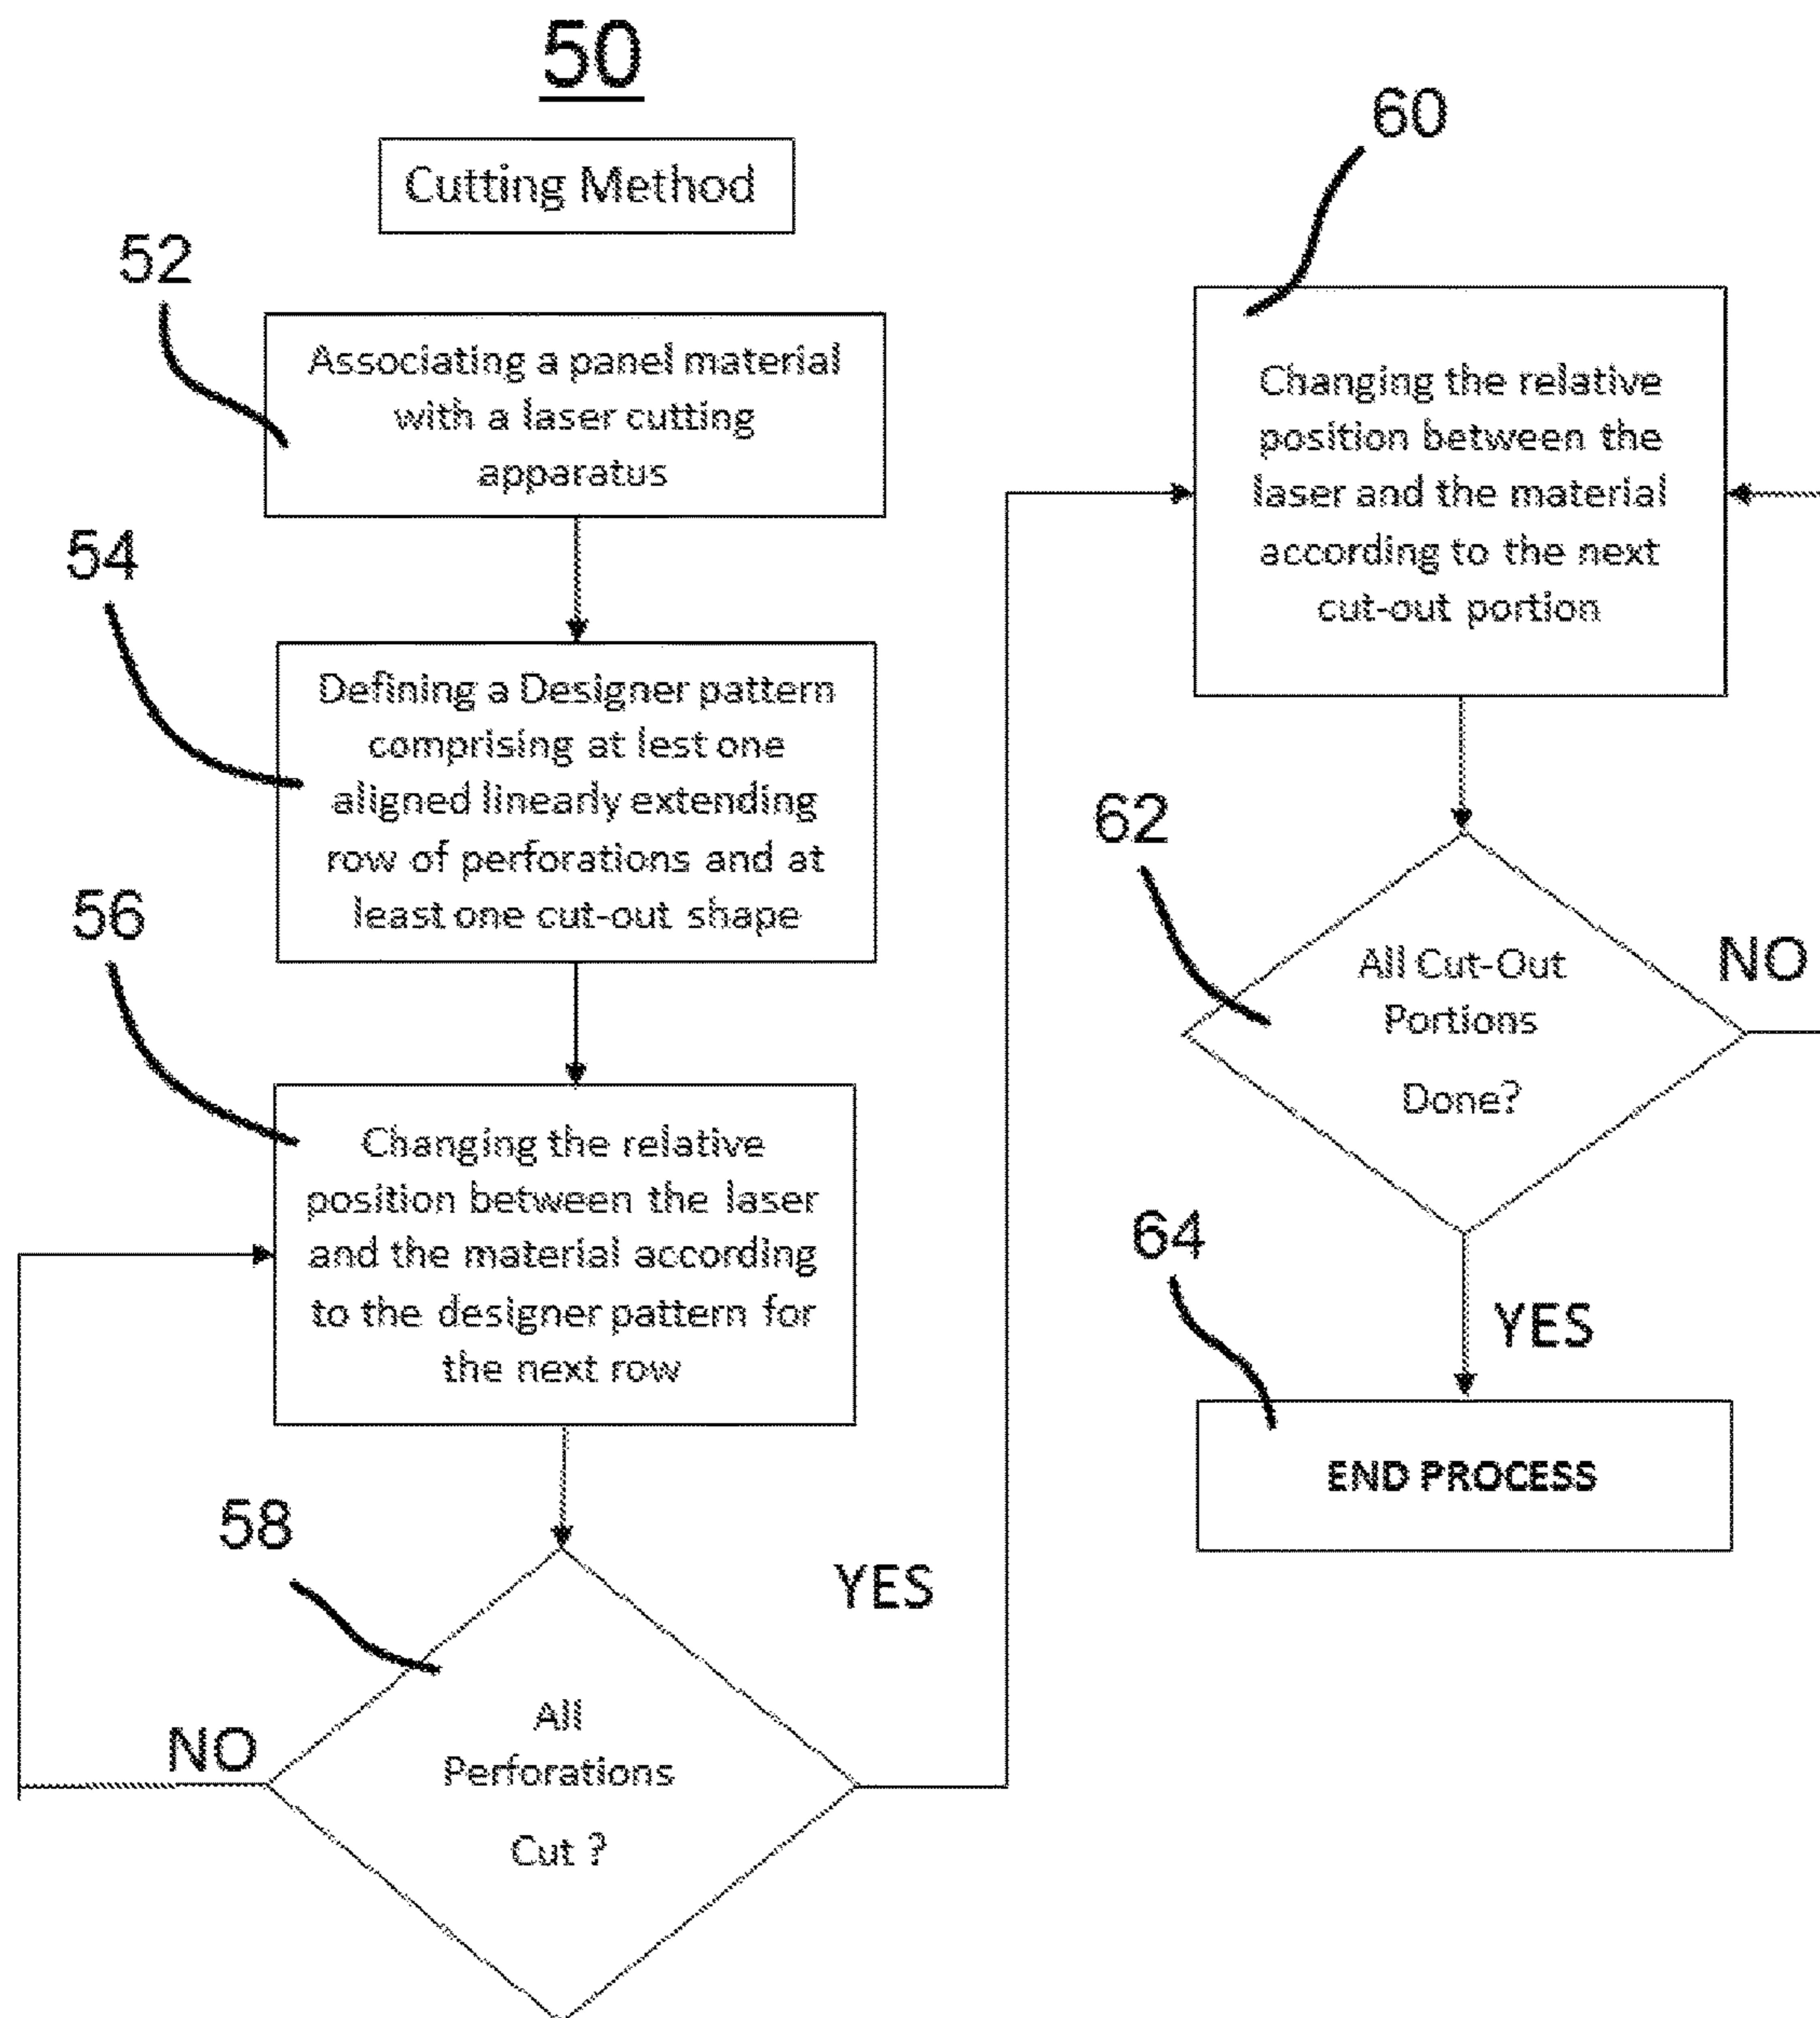 50
Cutting Method
52
Associating a panel material
with a laser cutting
apparatus
54
Defining a Designer pattern
comprising at lest one
aligned linearly extending
row of perforations and at
least one cut-out shape
56
Changing the relative
position between the laser
and the material according
to the designer pattern for
the next row
58
All
Perforations
Cut ?
NO
YES
60
Changing the relative
position between the
laser and the material
according to the next
cut-out portion
62
All Cut-Out
Portions
Done?
NO
YES
64
END PROCESS